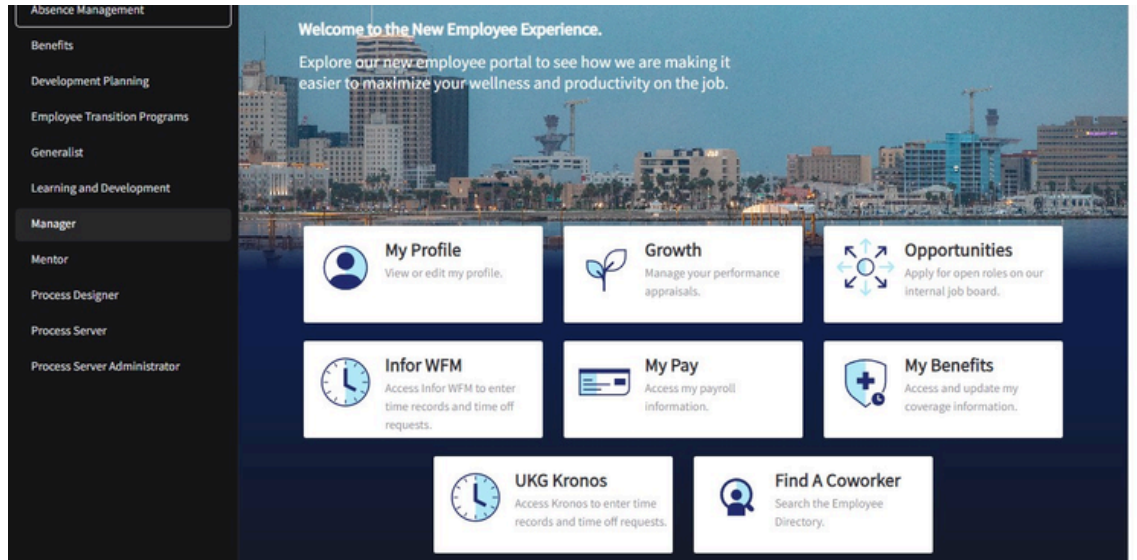 Absence Management
Benefits
Development Planning
Employee Transition Programs
Generalist
Learning and Development
Manager
Mentor
Process Designer
Process Server
Process Server Administrator
Welcome to the New Employee Experience.
Explore our new employee portal to see how we are making it
easier to maximize your wellness and productivity on the job.
My Profile
View or edit my profile.
Growth
Manage your performance
appraisals.
Opportunities
Apply for open roles on our
internal job board.
Infor WFM
Access Infor WFM to enter
time records and time off
requests.
My Pay
Access my payroll
information.
My Benefits
Access and update my
coverage information.
UKG Kronos
Access Kronos to enter time
records and time off requests.
Find A Coworker
Search the Employee
Directory.